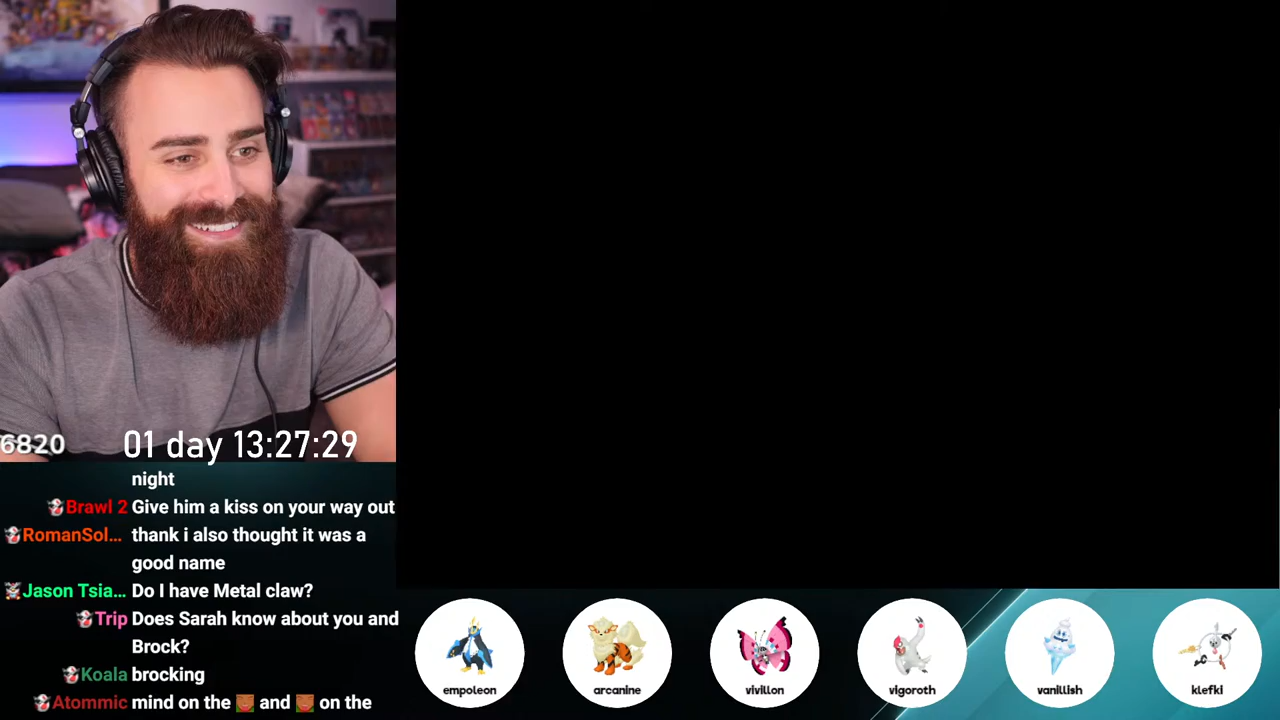 6820 01 day 13:27:29
night
Brawl 2 Give him a kiss on your way out
RomanSol... thank i also thought it was a
good name
Jason Tsia... Do I have Metal claw?
Trip Does Sarah know about you and
Brock?
Koala brocking
Atommic mind on the and on the
empoleon arcanine vivillon vigoroth vanillish klefki